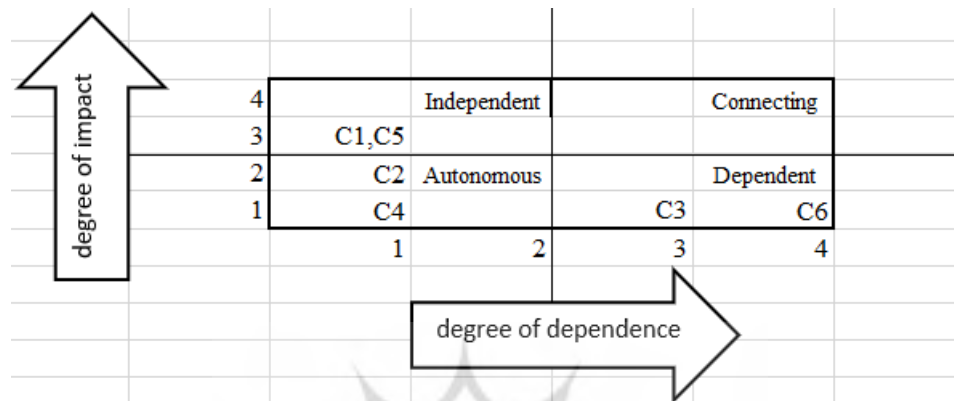 degree of impact
4 Independent Connecting
3 C1,C5
2 C2 Autonomous Dependent
1 C4 C3 C6
1 2 3 4
degree of dependence